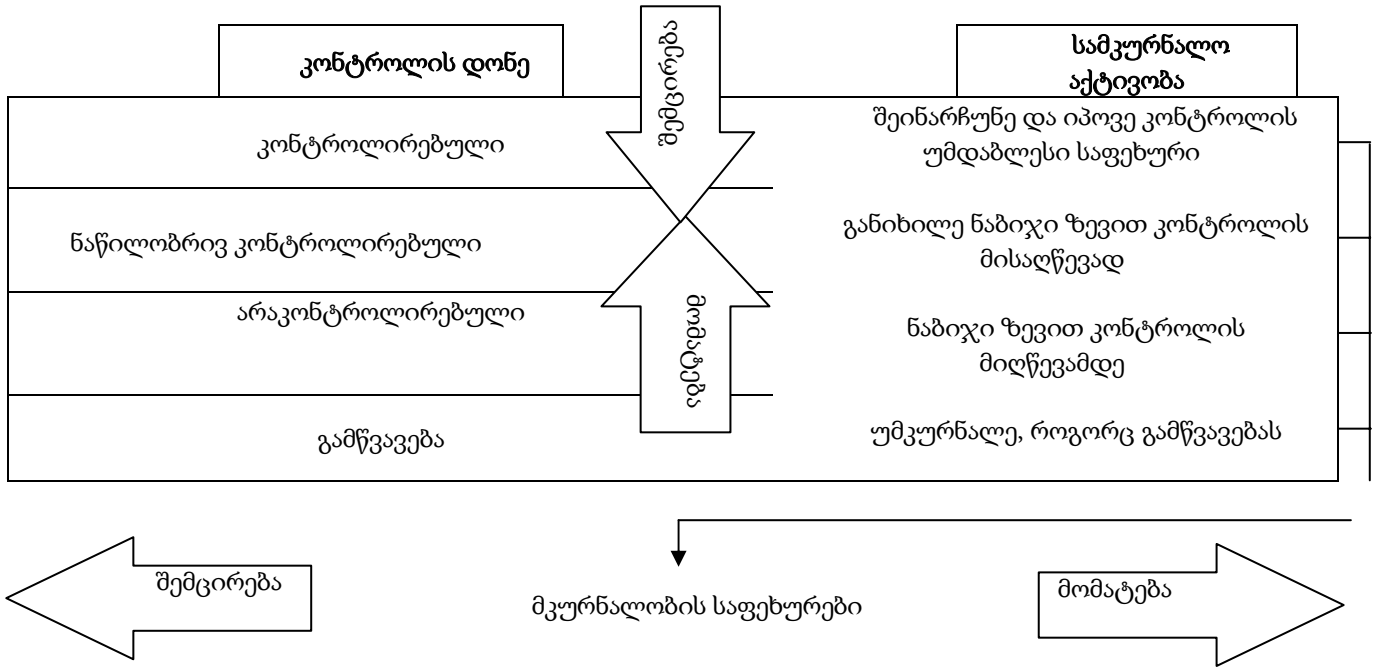 კონტროლის დონე
შემცირება
სამკურნალო
აქტივობა
კონტროლირებული
შეინარჩუნე და იპოვე კონტროლის
უმდაბლესი საფეხური
ნაწილობრივ კონტროლირებული
განიხილე ნაბიჯი ზევით კონტროლის
მისაღწევად
არაკონტროლირებული
მომატება
ნაბიჯი ზევით კონტროლის
მიღწევამდე
გამწვავება
უმკურნალე, როგორც გამწვავებას
შემცირება
მკურნალობის საფეხურები
მომატება